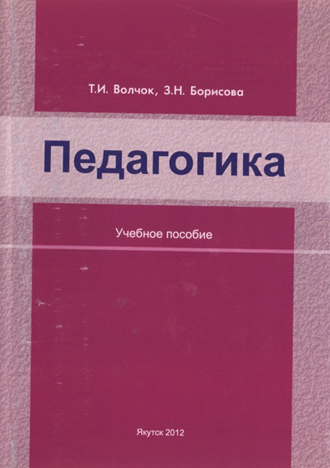 Т.И. Волчок, З.Н. Борисова
Педагогика
Учебное пособие
Якутск 2012